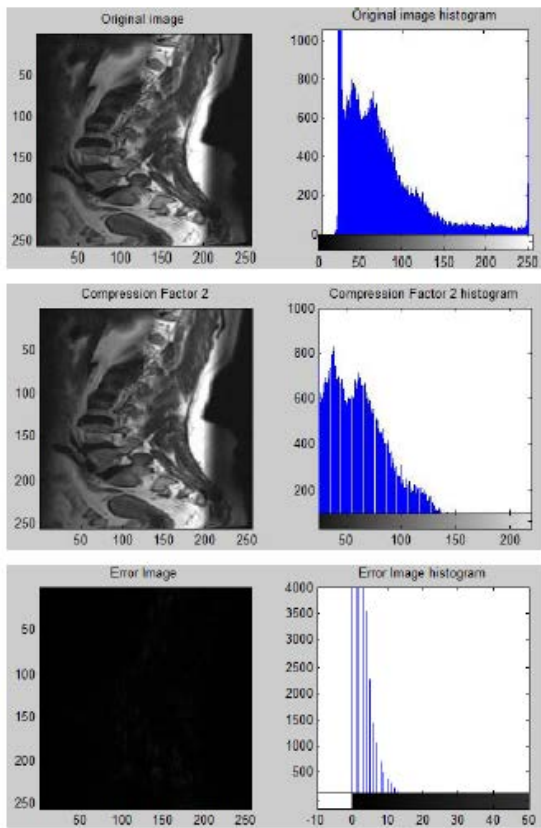 Original image
50
100
150
200
250
50 100 150 200 250
Original image histogram
1000
800
600
400
200
0
0 50 100 150 200 250
Compression Factor 2
50
100
150
200
250
50 100 150 200 250
Compression Factor 2 histogram
1000
800
600
400
200
50 100 150 200
Error Image
50
100
150
200
250
50 100 150 200 250
Error Image histogram
4000
3500
3000
2500
2000
1500
1000
500
-10 0 10 20 30 40 50